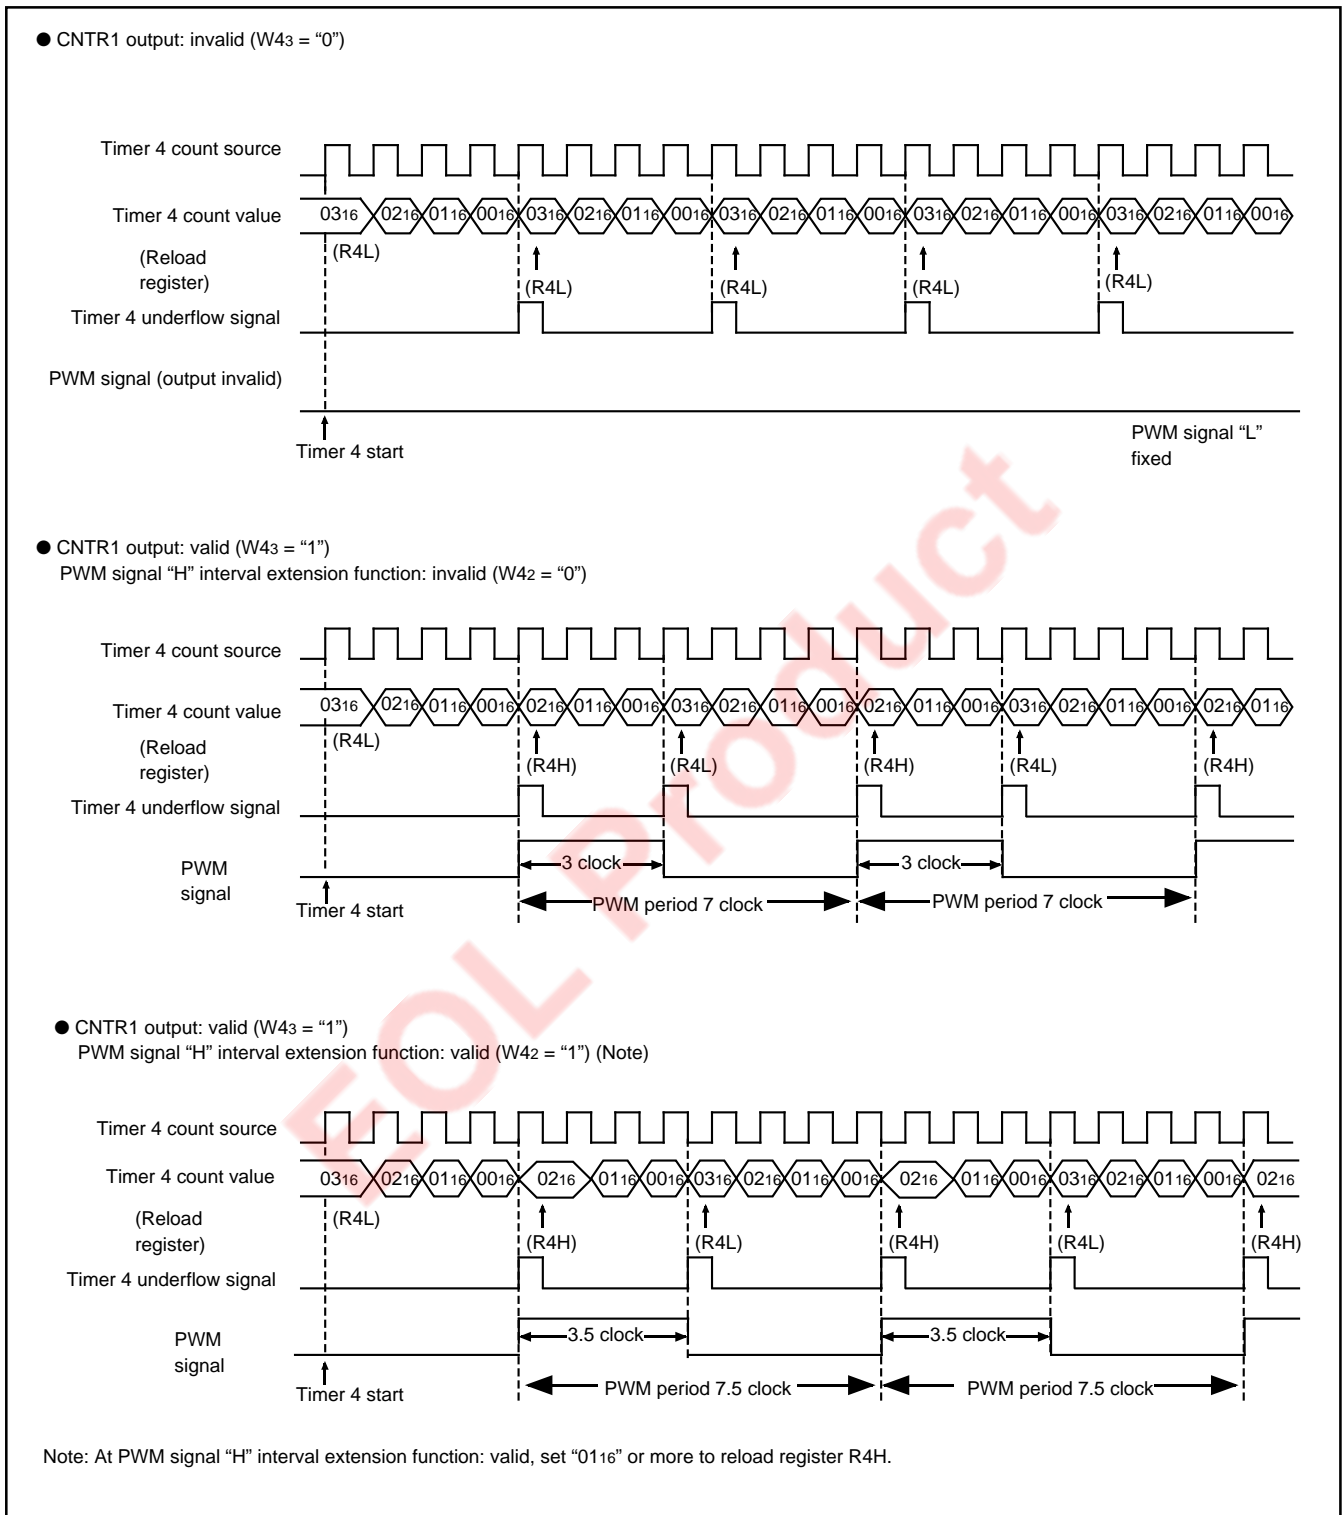 ● CNTR1 output: invalid (W43 = “0”)
Timer 4 count source
Timer 4 count value 0316 0216 0116 0016 0316 0216 0116 0016 0316 0216 0116 0016 0316 0216 0116 0016 0316 0216 0116 0016
(Reload register) (R4L) (R4L) (R4L) (R4L) (R4L)
Timer 4 underflow signal
PWM signal (output invalid)
Timer 4 start
PWM signal “L” fixed
● CNTR1 output: valid (W43 = “1”)
PWM signal “H” interval extension function: invalid (W42 = “0”)
Timer 4 count source
Timer 4 count value 0316 0216 0116 0016 0216 0116 0016 0316 0216 0116 0016 0216 0116 0016 0316 0216 0116 0016 0216 0116
(Reload register) (R4L) (R4H) (R4L) (R4H) (R4L) (R4H)
Timer 4 underflow signal
PWM signal 3 clock 3 clock
Timer 4 start PWM period 7 clock PWM period 7 clock
● CNTR1 output: valid (W43 = “1”)
PWM signal “H” interval extension function: valid (W42 = “1”) (Note)
Timer 4 count source
Timer 4 count value 0316 0216 0116 0016 0216 0116 0016 0316 0216 0116 0016 0216 0116 0016 0316 0216 0116 0016 0216
(Reload register) (R4L) (R4H) (R4L) (R4H) (R4L) (R4H)
Timer 4 underflow signal
PWM signal 3.5 clock 3.5 clock
Timer 4 start PWM period 7.5 clock PWM period 7.5 clock
Note: At PWM signal “H” interval extension function: valid, set “0116” or more to reload register R4H.
EOL Product